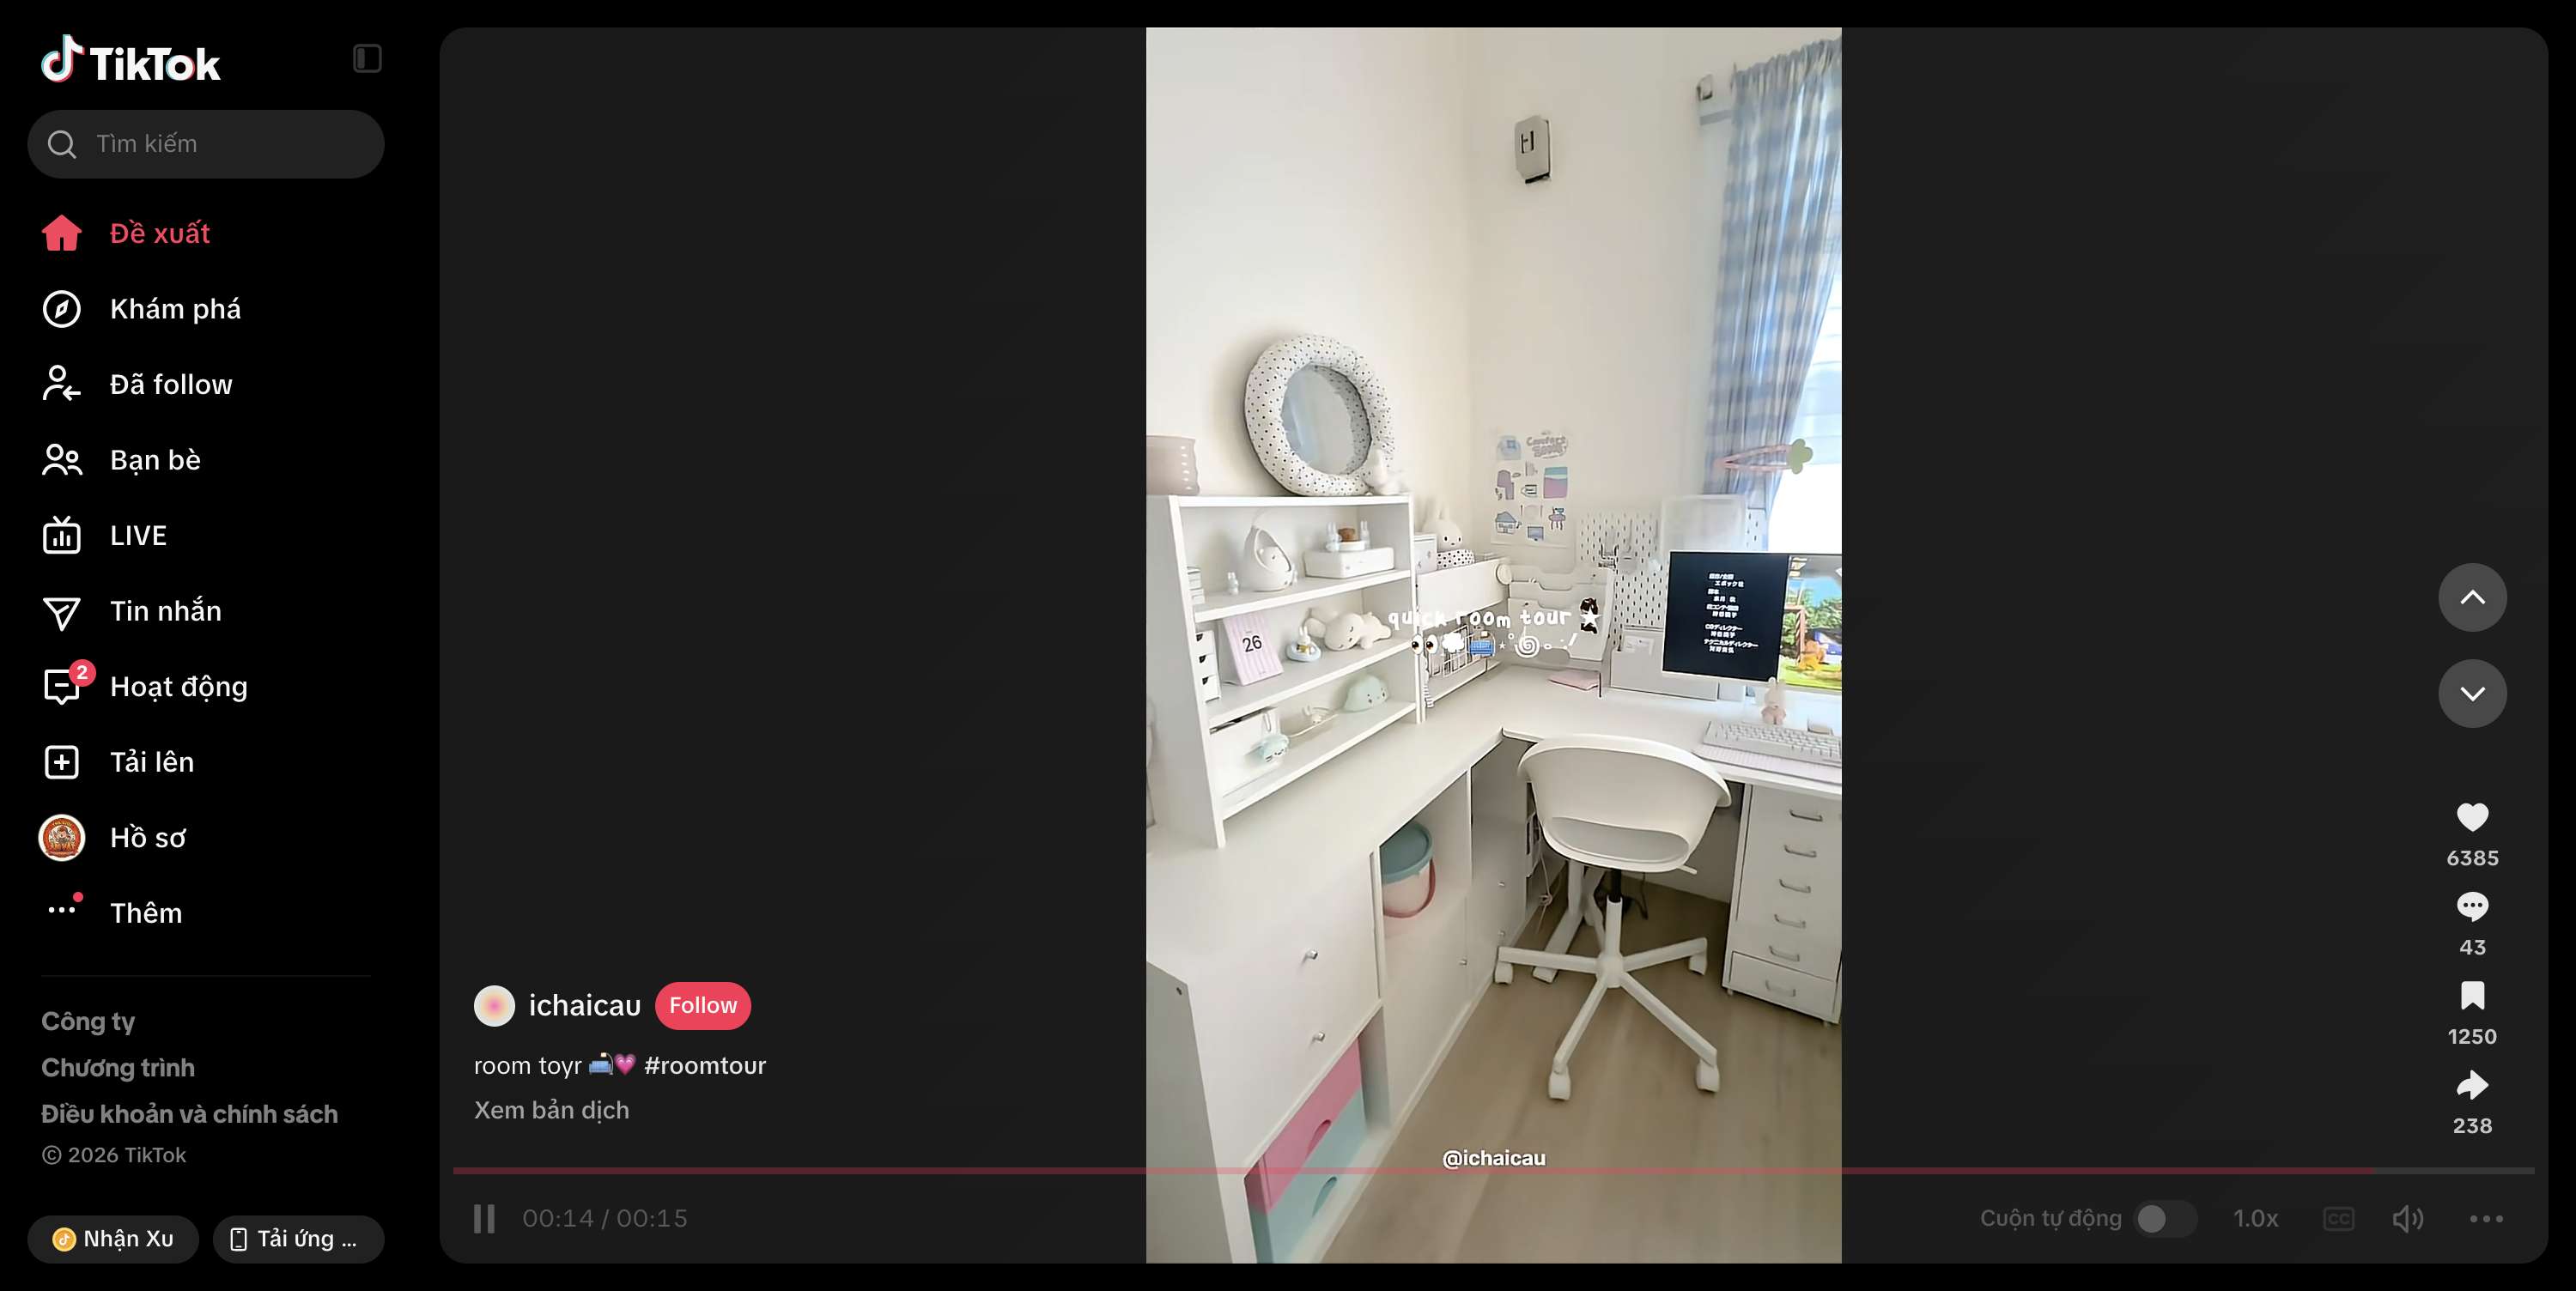 TikTok
Tìm kiếm
Đề xuất
Khám phá
Đã follow
Bạn bè
LIVE
Tin nhắn
2
Hoạt động
Tải lên
Hồ sơ
Thêm
Công ty
Chương trình
Điều khoản và chính sách
© 2026 TikTok
Nhận Xu
Tải ứng ...
H
26
quick room tour
ichaicau
Follow
room toyr #roomtour
Xem bản dịch
@ichaicau
00:14 / 00:15
6385
43
1250
238
Cuộn tự động
1.0x
CC